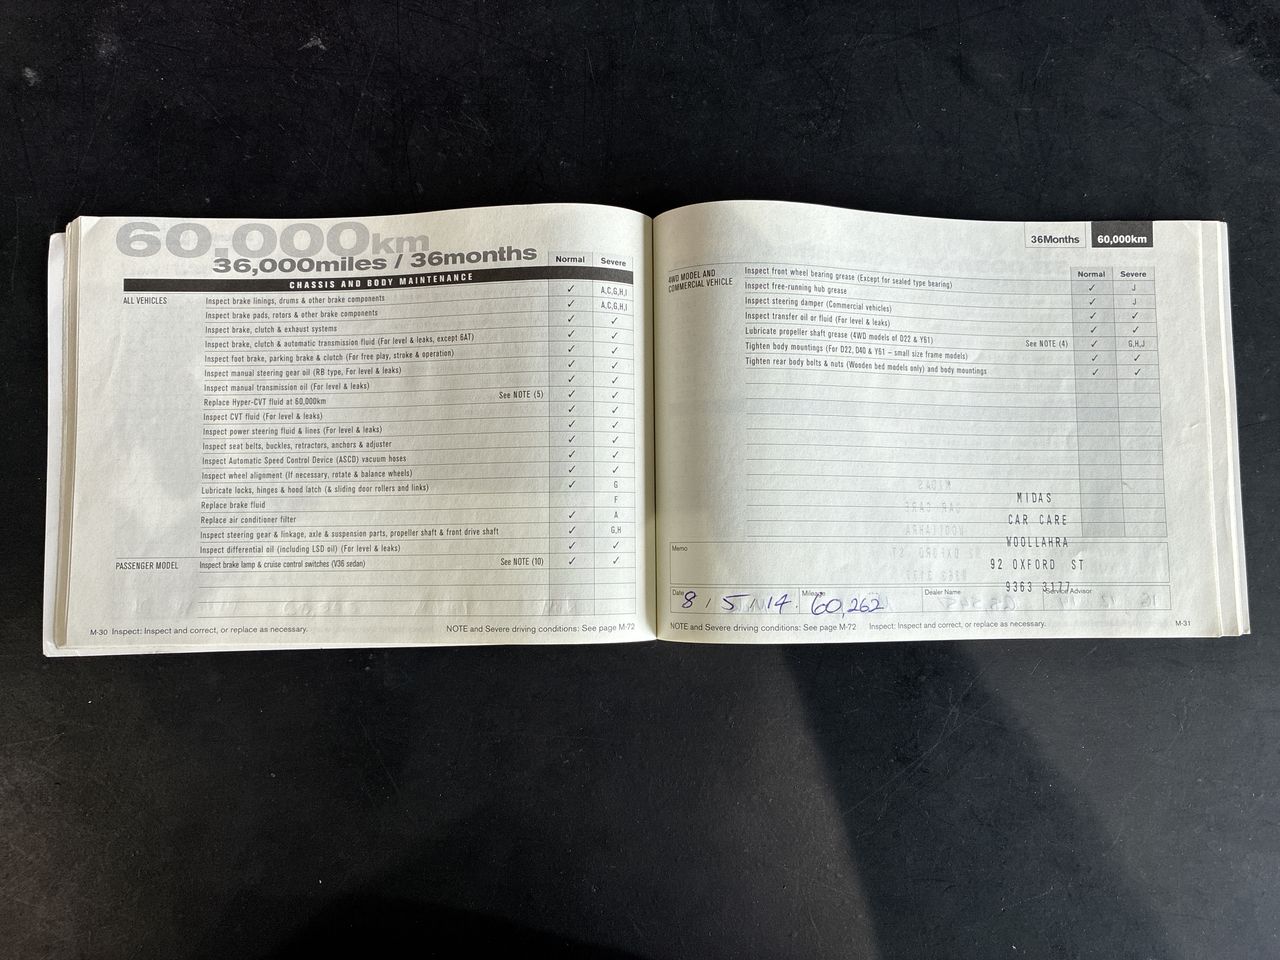 60,000km
36,000miles / 36months
Normal Severe
CHASSIS AND BODY MAINTENANCE
ALL VEHICLES Inspect brake linings, drums & other brake components ✓ A,C,G,H,I
Inspect brake pads, rotors & other brake components ✓ A,C,G,H,I
Inspect brake, clutch & exhaust systems ✓ ✓
Inspect brake, clutch & automatic transmission fluid (For level & leaks, except 6AT) ✓ ✓
Inspect foot brake, parking brake & clutch (For free play, stroke & operation) ✓ ✓
Inspect manual steering gear oil (RB type, For level & leaks) ✓ ✓
Inspect manual transmission oil (For level & leaks) ✓ ✓
Replace Hyper-CVT fluid at 60,000km See NOTE (5) ✓ ✓
Inspect CVT fluid (For level & leaks) ✓ ✓
Inspect power steering fluid & lines (For level & leaks) ✓ ✓
Inspect seat belts, buckles, retractors, anchors & adjuster ✓ ✓
Inspect Automatic Speed Control Device (ASCD) vacuum hoses ✓ ✓
Inspect wheel alignment (If necessary, rotate & balance wheels) ✓ ✓
Lubricate locks, hinges & hood latch (& sliding door rollers and links) ✓ G
Replace brake fluid F
Replace air conditioner filter ✓ A
Inspect steering gear & linkage, axle & suspension parts, propeller shaft & front drive shaft ✓ G,H
Inspect differential oil (including LSD oil) (For level & leaks) ✓ ✓
PASSENGER MODEL Inspect brake lamp & cruise control switches (V36 sedan) See NOTE (10) ✓ ✓
M-30 Inspect: Inspect and correct, or replace as necessary. NOTE and Severe driving conditions: See page M-72
36Months 60,000km
Normal Severe
4WD MODEL AND
COMMERCIAL VEHICLE
Inspect front wheel bearing grease (Except for sealed type bearing) ✓ J
Inspect free-running hub grease ✓ J
Inspect steering damper (Commercial vehicles) ✓ ✓
Inspect transfer oil or fluid (For level & leaks) ✓ ✓
Lubricate propeller shaft grease (4WD models of D22 & Y61) See NOTE (4) ✓ G,H,J
Tighten body mountings (For D22, D40 & Y61 – small size frame models) ✓ ✓
Tighten rear body bolts & nuts (Wooden bed models only) and body mountings ✓ ✓
MIDAS
CAR CARE
WOOLLAHRA
92 OXFORD ST
9363 3177
Memo
Date 8 / 5 / 14. Mileage 60,262 Dealer Name Service Advisor
NOTE and Severe driving conditions: See page M-72 Inspect: Inspect and correct, or replace as necessary. M-31